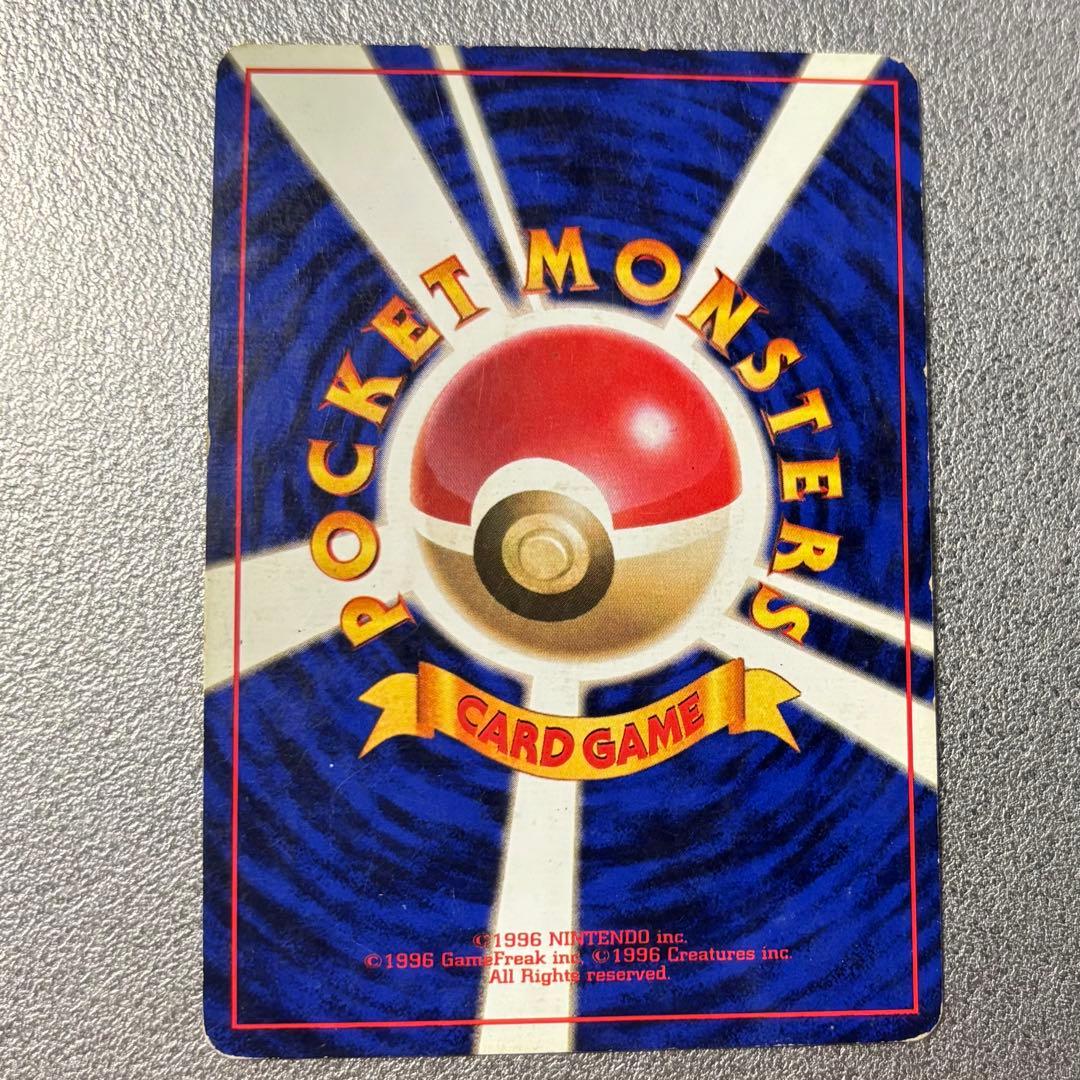 POCKET MONSTERS
CARD GAME
©1996 NINTENDO inc.
©1996 GameFreak inc. ©1996 Creatures inc.
All Rights reserved.